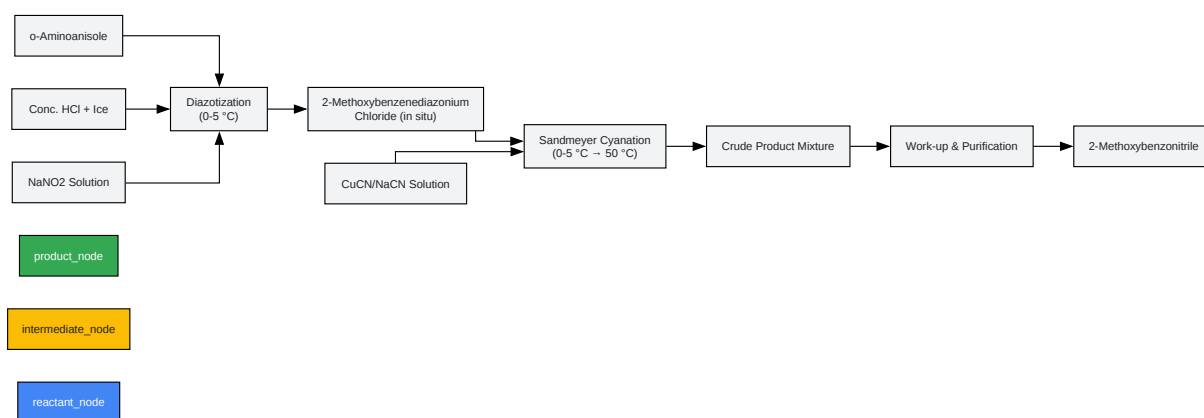 o-Aminoanisole
Conc. HCl + Ice
NaNO2 Solution
Diazotization
(0-5 °C)
2-Methoxybenzenediazonium
Chloride (in situ)
CuCN/NaCN Solution
Sandmeyer Cyanation
(0-5 °C → 50 °C)
Crude Product Mixture
Work-up & Purification
2-Methoxybenzonitrile
product_node
intermediate_node
reactant_node